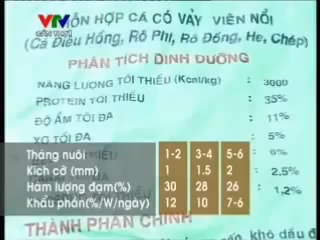 VTV
CẦN THƠ
HỖN HỢP CÁ CÓ VẢY VIÊN NỔI
(Cá Điêu Hồng, Rô Phi, Rô Đồng, He, Chép)
PHÂN TÍCH DINH DƯỠNG
NĂNG LƯỢNG TỐI THIỂU (Kcal/kg) : 3000
PROTEIN TỐI THIỂU : 35%
ĐỘ ẨM TỐI ĐA : 11%
XƠ TỐI ĐA : 5%
6%
: 2,5%
: 1,2%
Tháng nuôi 1-2 3-4 5-6
Kích cỡ (mm) 1 1.5 2
Hàm lượng đạm(%) 30 28 26
Khẩu phần(%/W/ngày) 12 10 7-6
THÀNH PHẦN CHÍNH
khô dầu đ